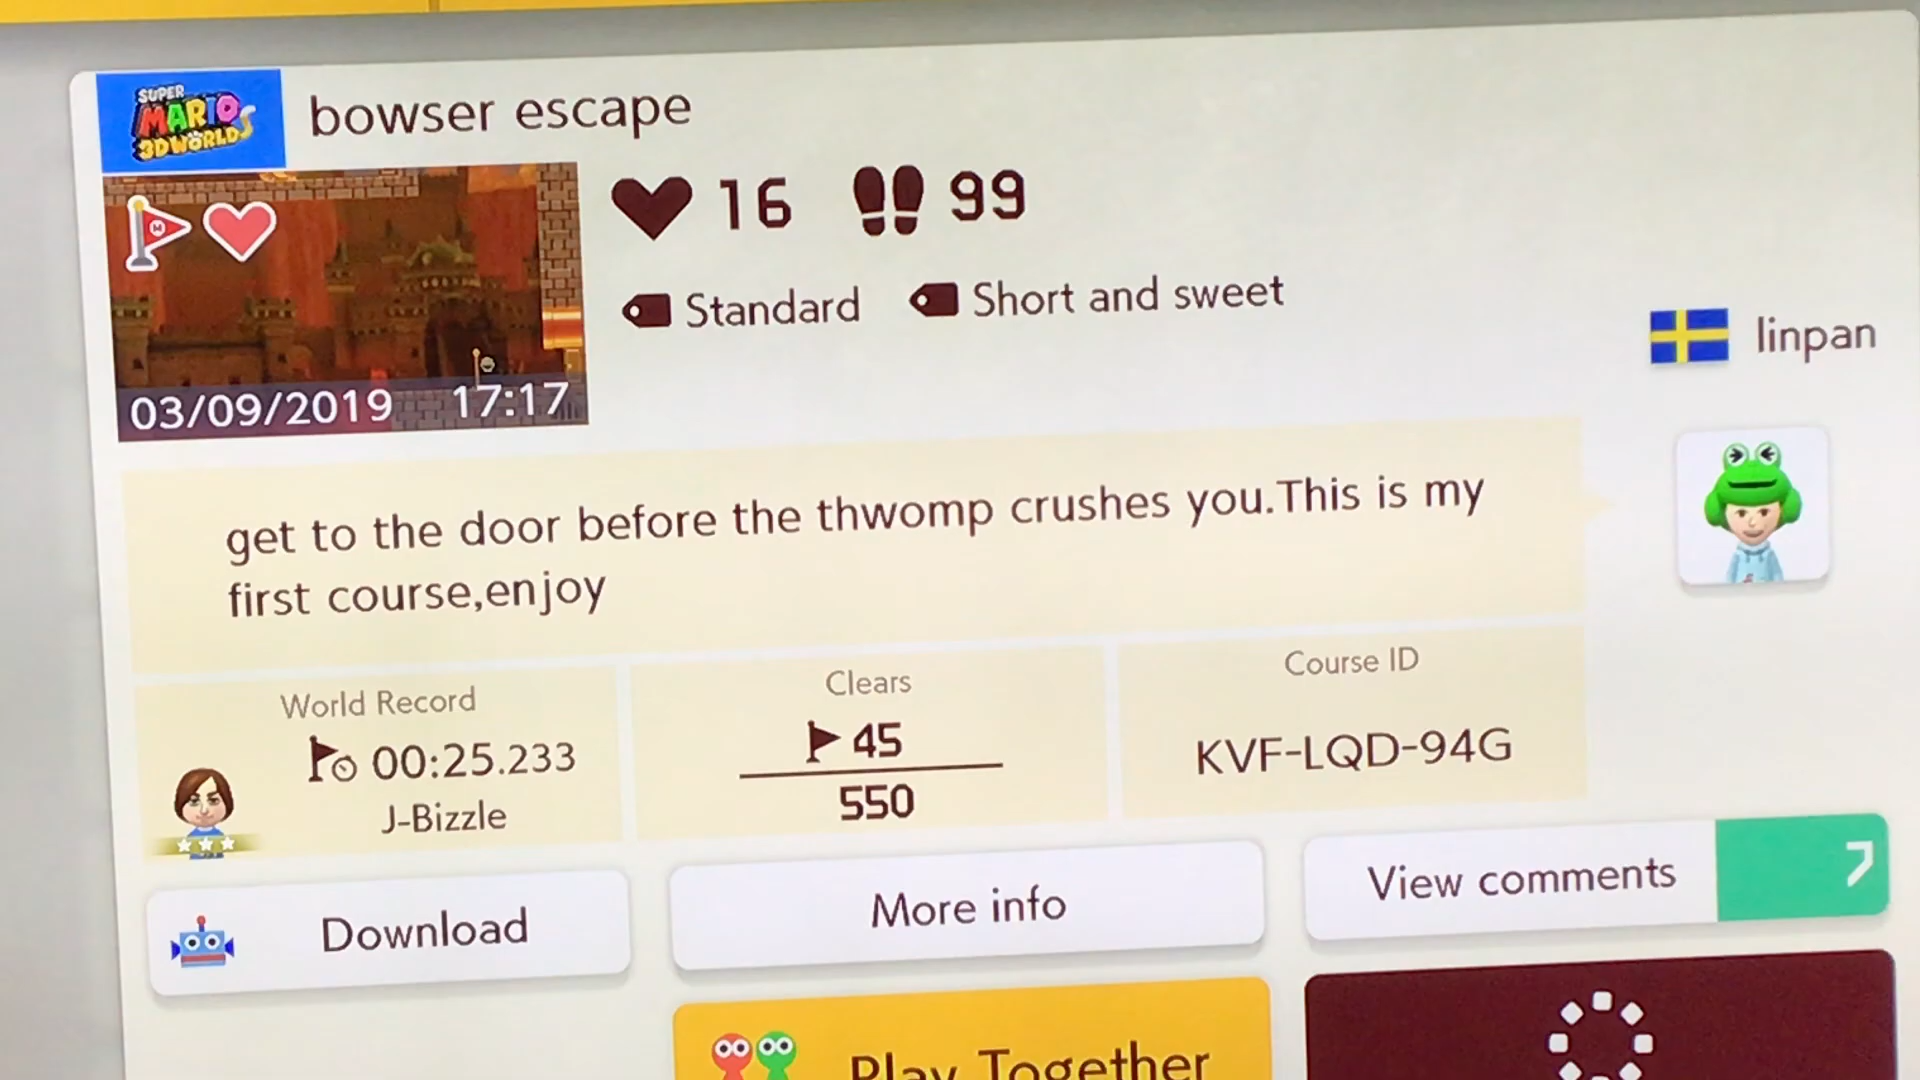 SUPER
MARIO
3D WORLD
bowser escape
M
16 99
Standard Short and sweet
linpan
03/09/2019 17:17
get to the door before the thwomp crushes you.This is my
first course,enjoy
World Record
00:25.233
J-Bizzle
Clears
45
550
Course ID
KVF-LQD-94G
Download
More info
View comments
Play Together